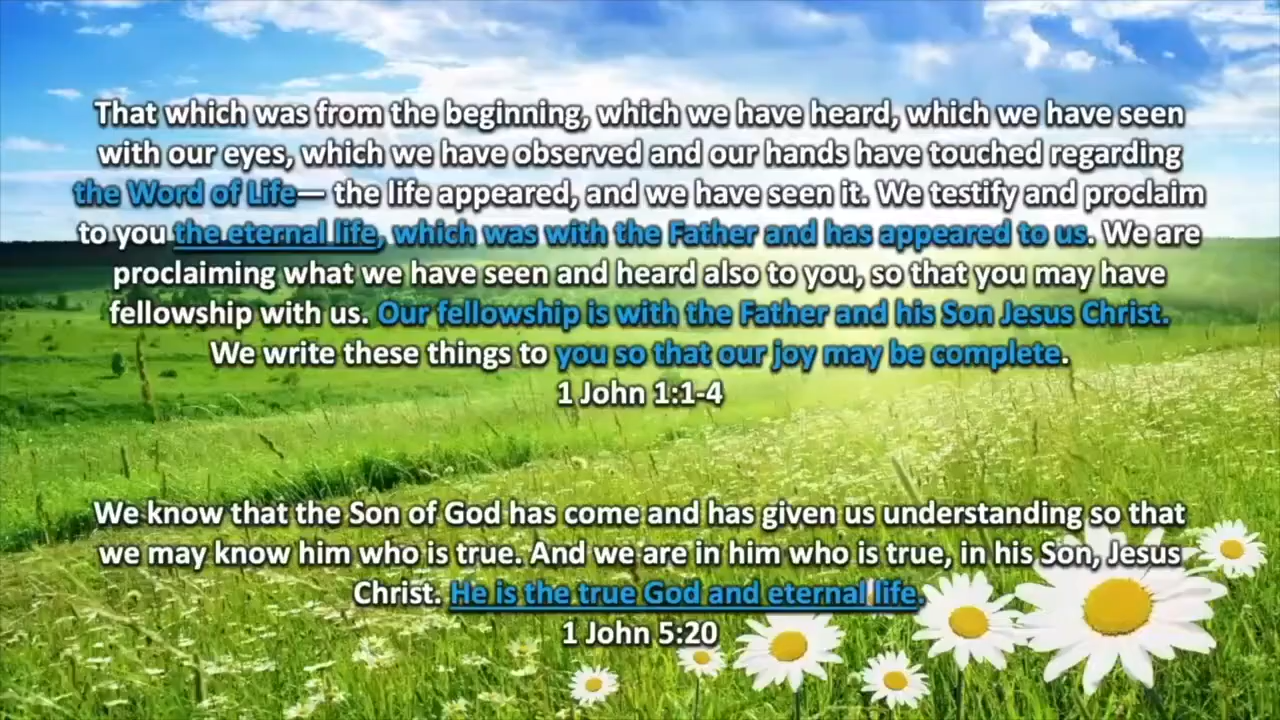 That which was from the beginning, which we have heard, which we have seen
with our eyes, which we have observed and our hands have touched regarding
the Word of Life— the life appeared, and we have seen it. We testify and proclaim
to you the eternal life, which was with the Father and has appeared to us. We are
proclaiming what we have seen and heard also to you, so that you may have
fellowship with us. Our fellowship is with the Father and his Son Jesus Christ.
We write these things to you so that our joy may be complete.
1 John 1:1-4
We know that the Son of God has come and has given us understanding so that
we may know him who is true. And we are in him who is true, in his Son, Jesus
Christ. He is the true God and eternal life.
1 John 5:20